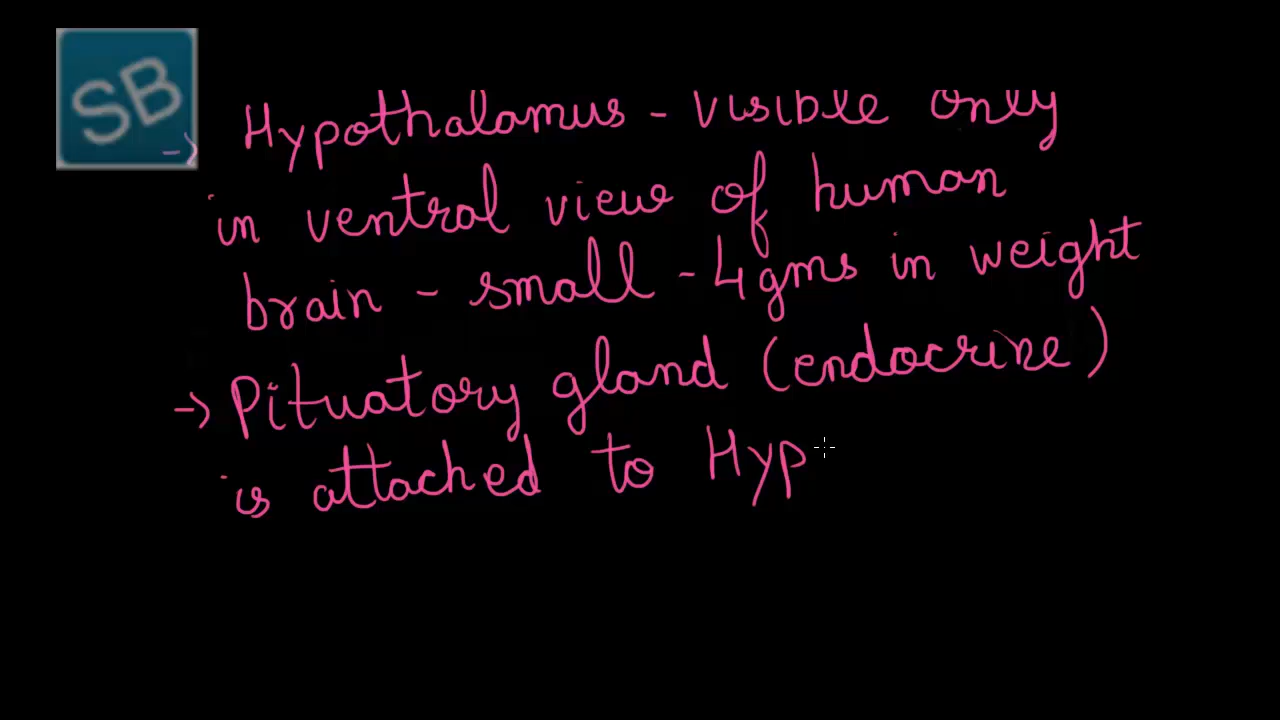 SB
-> Hypothalamus - visible only
in ventral view of human
brain - small - 4gms in weight
-> Pituatory gland (endocrine)
is attached to Hyp